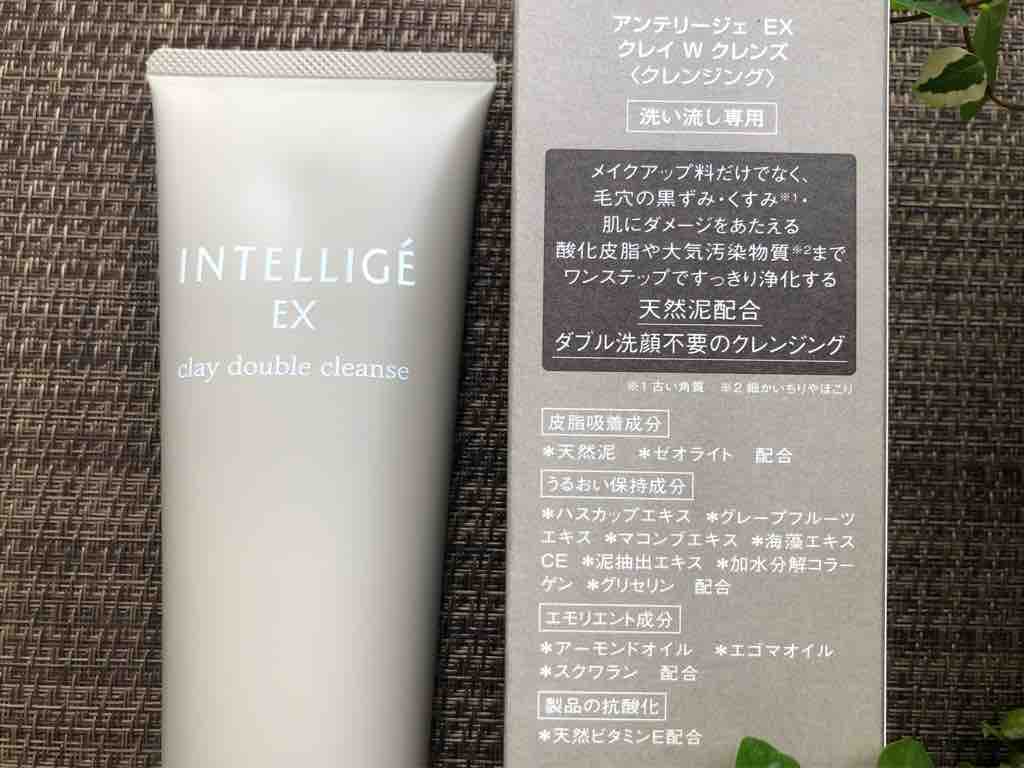 INTELLIGÉ
EX
clay double cleanse
アンテリージェ EX
クレイ W クレンズ
〈クレンジング〉
洗い流し専用
メイクアップ料だけでなく、
毛穴の黒ずみ・くすみ※1・
肌にダメージをあたえる
酸化皮脂や大気汚染物質※2まで
ワンステップですっきり浄化する
天然泥配合
ダブル洗顔不要のクレンジング
※1 古い角質 ※2 細かいちりやほこり
皮脂吸着成分
＊天然泥 ＊ゼオライト 配合
うるおい保持成分
＊ハスカップエキス ＊グレープフルーツ
エキス ＊マコンブエキス ＊海藻エキス
CE ＊泥抽出エキス ＊加水分解コラー
ゲン ＊グリセリン 配合
エモリエント成分
＊アーモンドオイル ＊エゴマオイル
＊スクワラン 配合
製品の抗酸化
＊天然ビタミンE配合